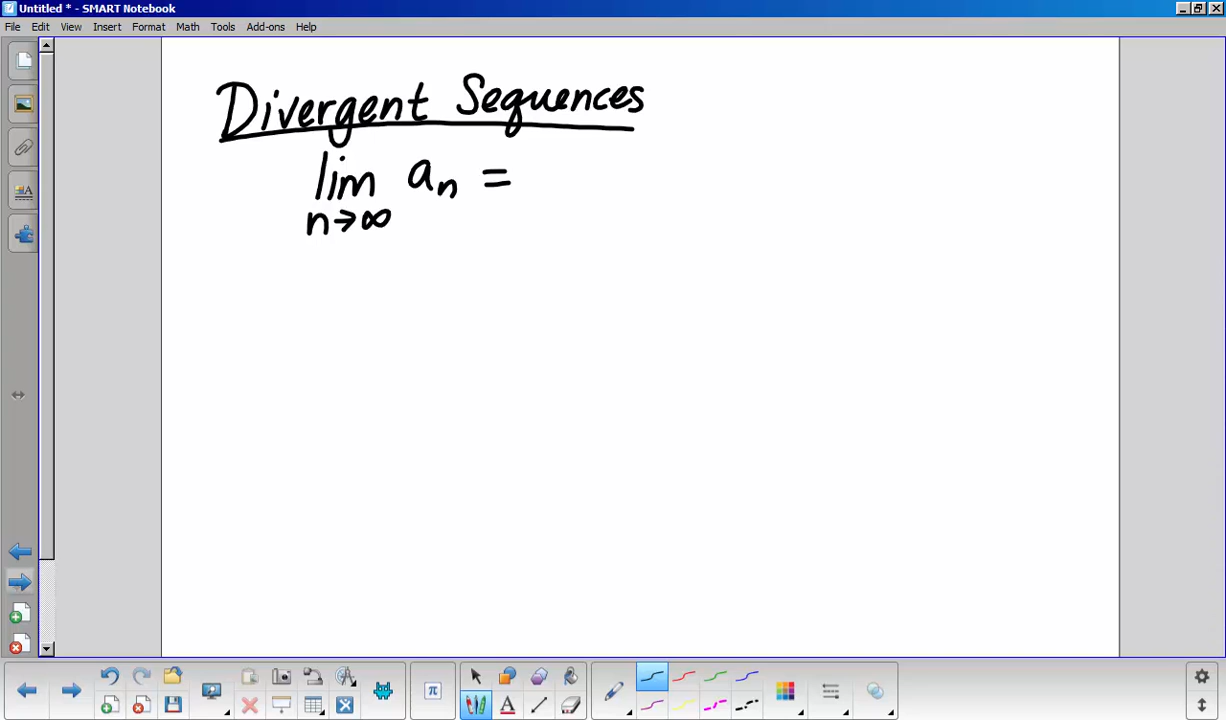 Untitled * - SMART Notebook
File Edit View Insert Format Math Tools Add-ons Help
Divergent Sequences
lim aₙ =
n→∞
π
A